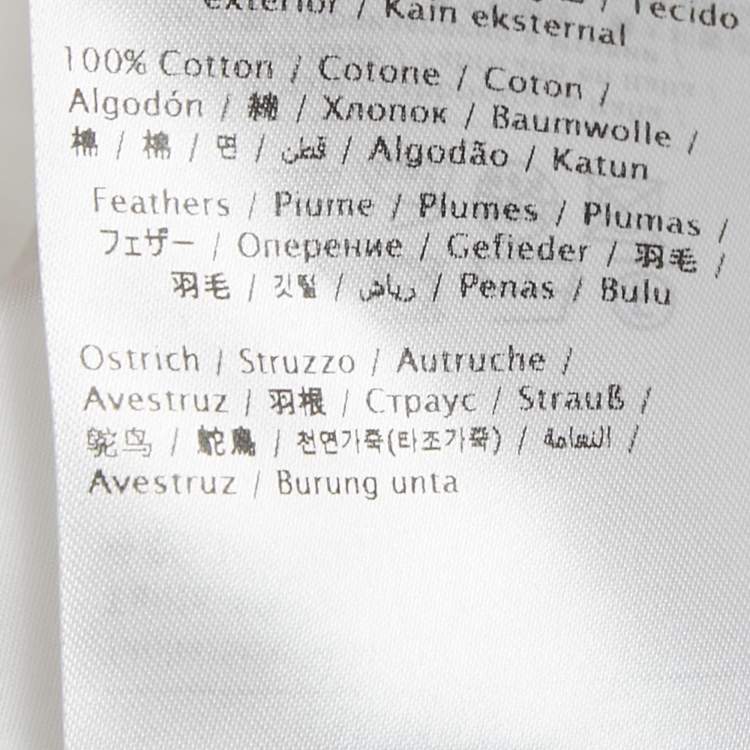 exterior / Kain eksternal / Tecido
100% Cotton / Cotone / Coton /
Algodón / 綿 / Хлопок / Baumwolle /
棉 / 棉 / 면 / قطن / Algodão / Katun
Feathers / Piume / Plumes / Plumas /
フェザー / Оперение / Gefieder / 羽毛 /
羽毛 / 깃털 / رياش / Penas / Bulu
Ostrich / Struzzo / Autruche /
Avestruz / 羽根 / Страус / Strauß /
鸵鸟 / 鴕鳥 / 천연가죽(타조가죽) / النعامة /
Avestruz / Burung unta